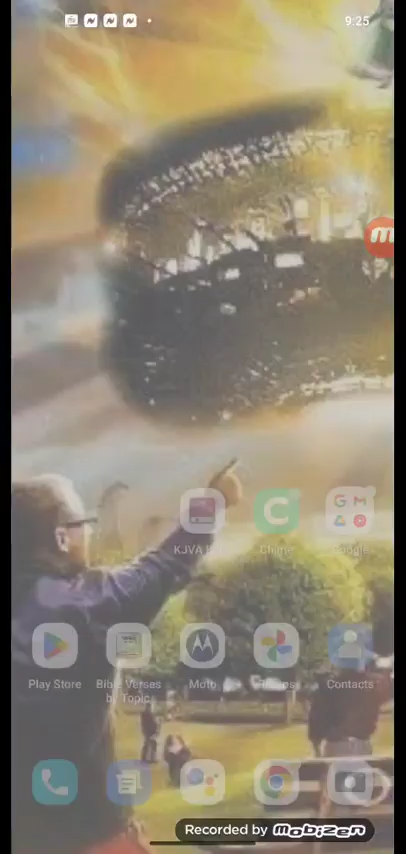 9:25
KJVA
Chime
Google
Play Store
Bible Verses
by Topics
Moto
Contacts
Recorded by Mobizen